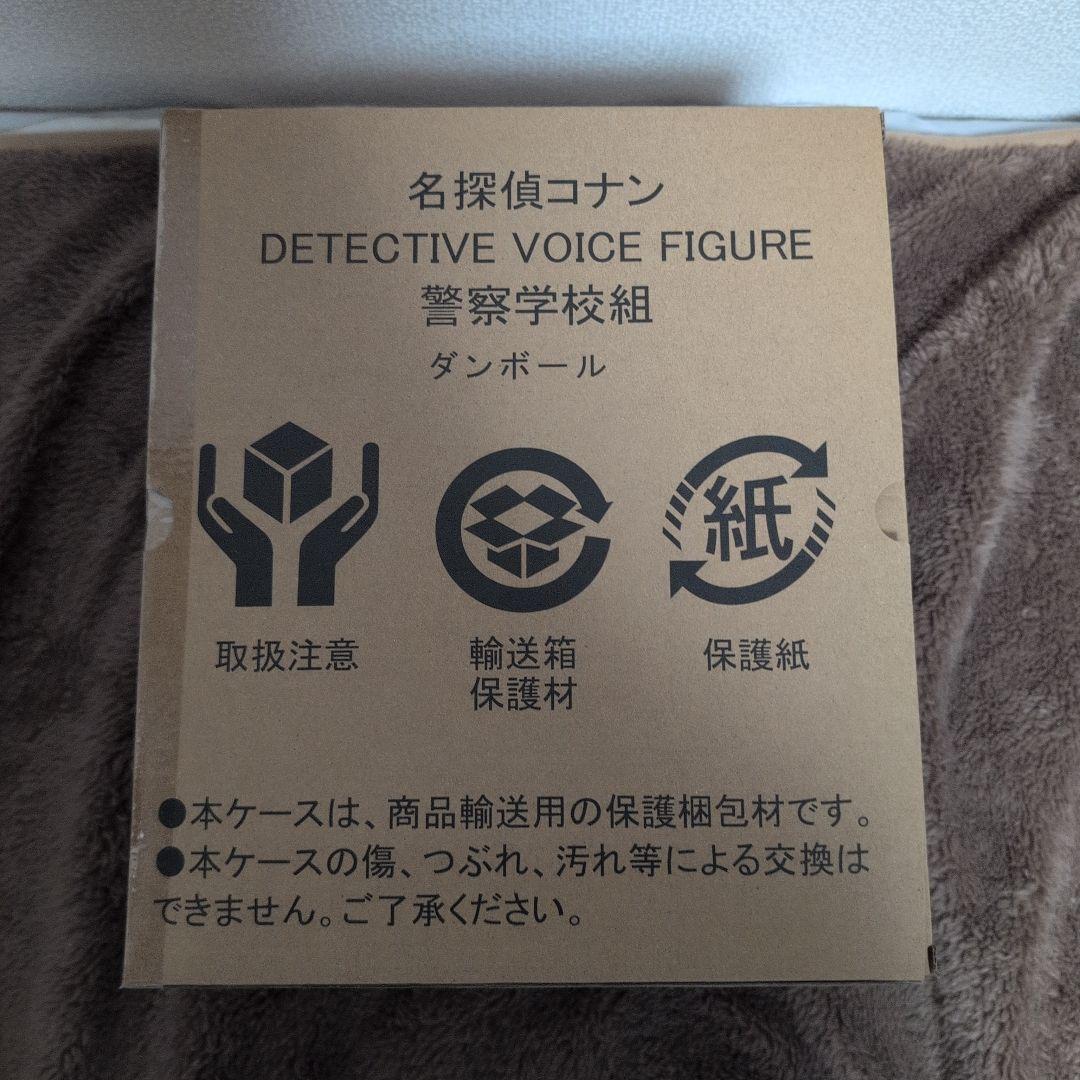 名探偵コナン
DETECTIVE VOICE FIGURE
警察学校組
ダンボール
紙
取扱注意
輸送箱
保護材
保護紙
●本ケースは、商品輸送用の保護梱包材です。
●本ケースの傷、つぶれ、汚れ等による交換は
できません。ご了承ください。